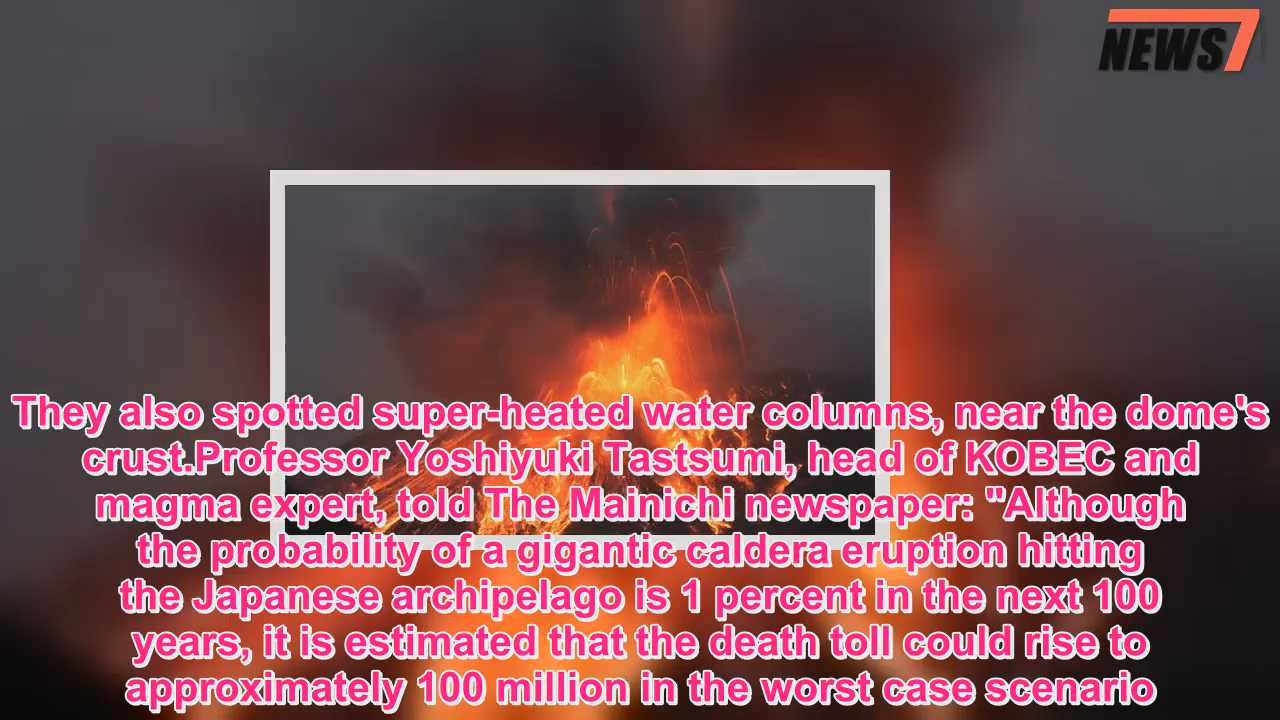 NEWS7
They also spotted super-heated water columns, near the dome's
crust.Professor Yoshiyuki Tastsumi, head of KOBEC and
magma expert, told The Mainichi newspaper: "Although
the probability of a gigantic caldera eruption hitting
the Japanese archipelago is 1 percent in the next 100
years, it is estimated that the death toll could rise to
approximately 100 million in the worst case scenario